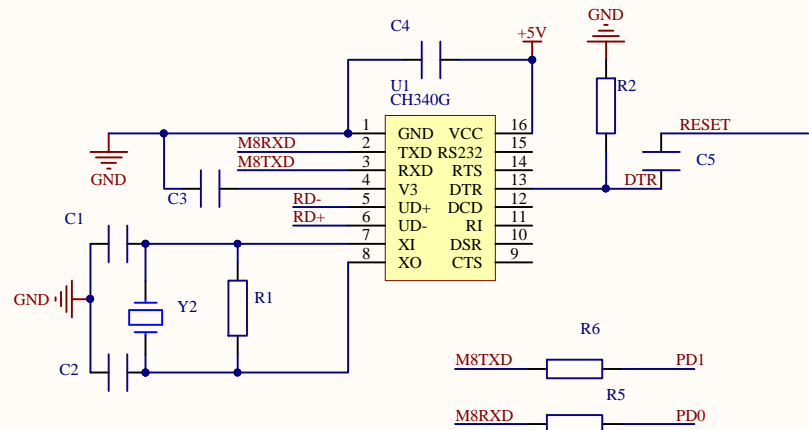 C4
+5V
GND
U1
CH340G
R2
1 GND VCC 16
RESET
M8RXD 2 TXD RS232 15
M8TXD 3 RXD RTS 14
GND
C5
C3 4 V3 DTR 13 DTR
RD- 5 UD+ DCD 12
RD+ 6 UD- RI 11
C1
7 XI DSR 10
8 XO CTS 9
GND
Y2
R1
R6
C2
M8TXD PD1
R5
M8RXD PD0